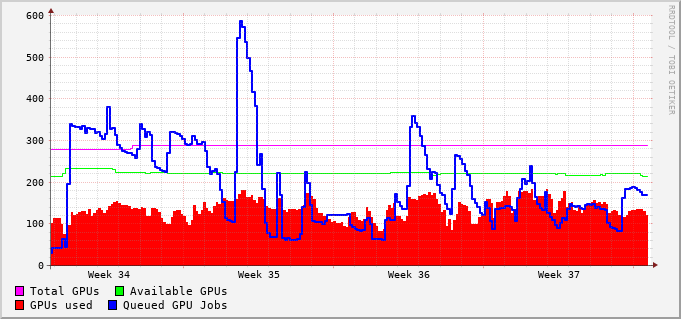 600
500
400
300
200
100
0
Week 34 Week 35 Week 36 Week 37
Total GPUs Available GPUs
GPUs used Queued GPU Jobs
RRDTOOL / TOBI OETIKER